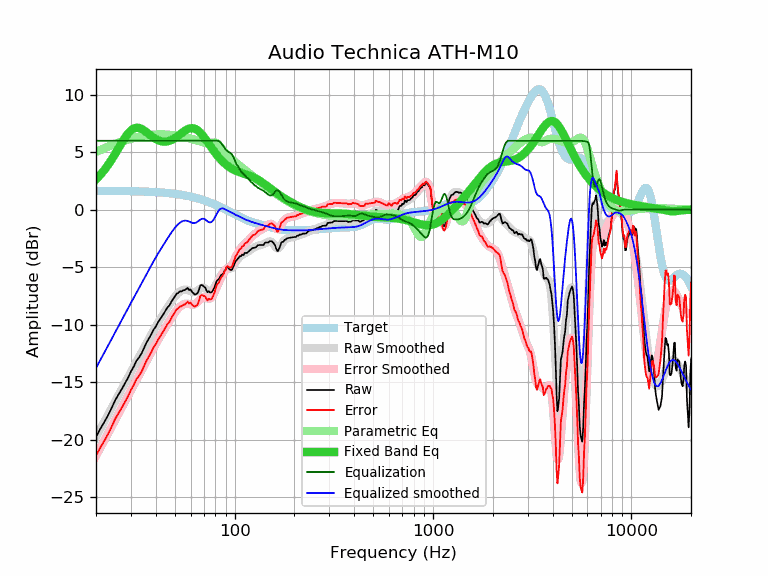 Audio Technica ATH-M10
10
5
0
−5
−10
−15
−20
−25
Amplitude (dBr)
Target
Raw Smoothed
Error Smoothed
Raw
Error
Parametric Eq
Fixed Band Eq
Equalization
Equalized smoothed
100 1000 10000
Frequency (Hz)